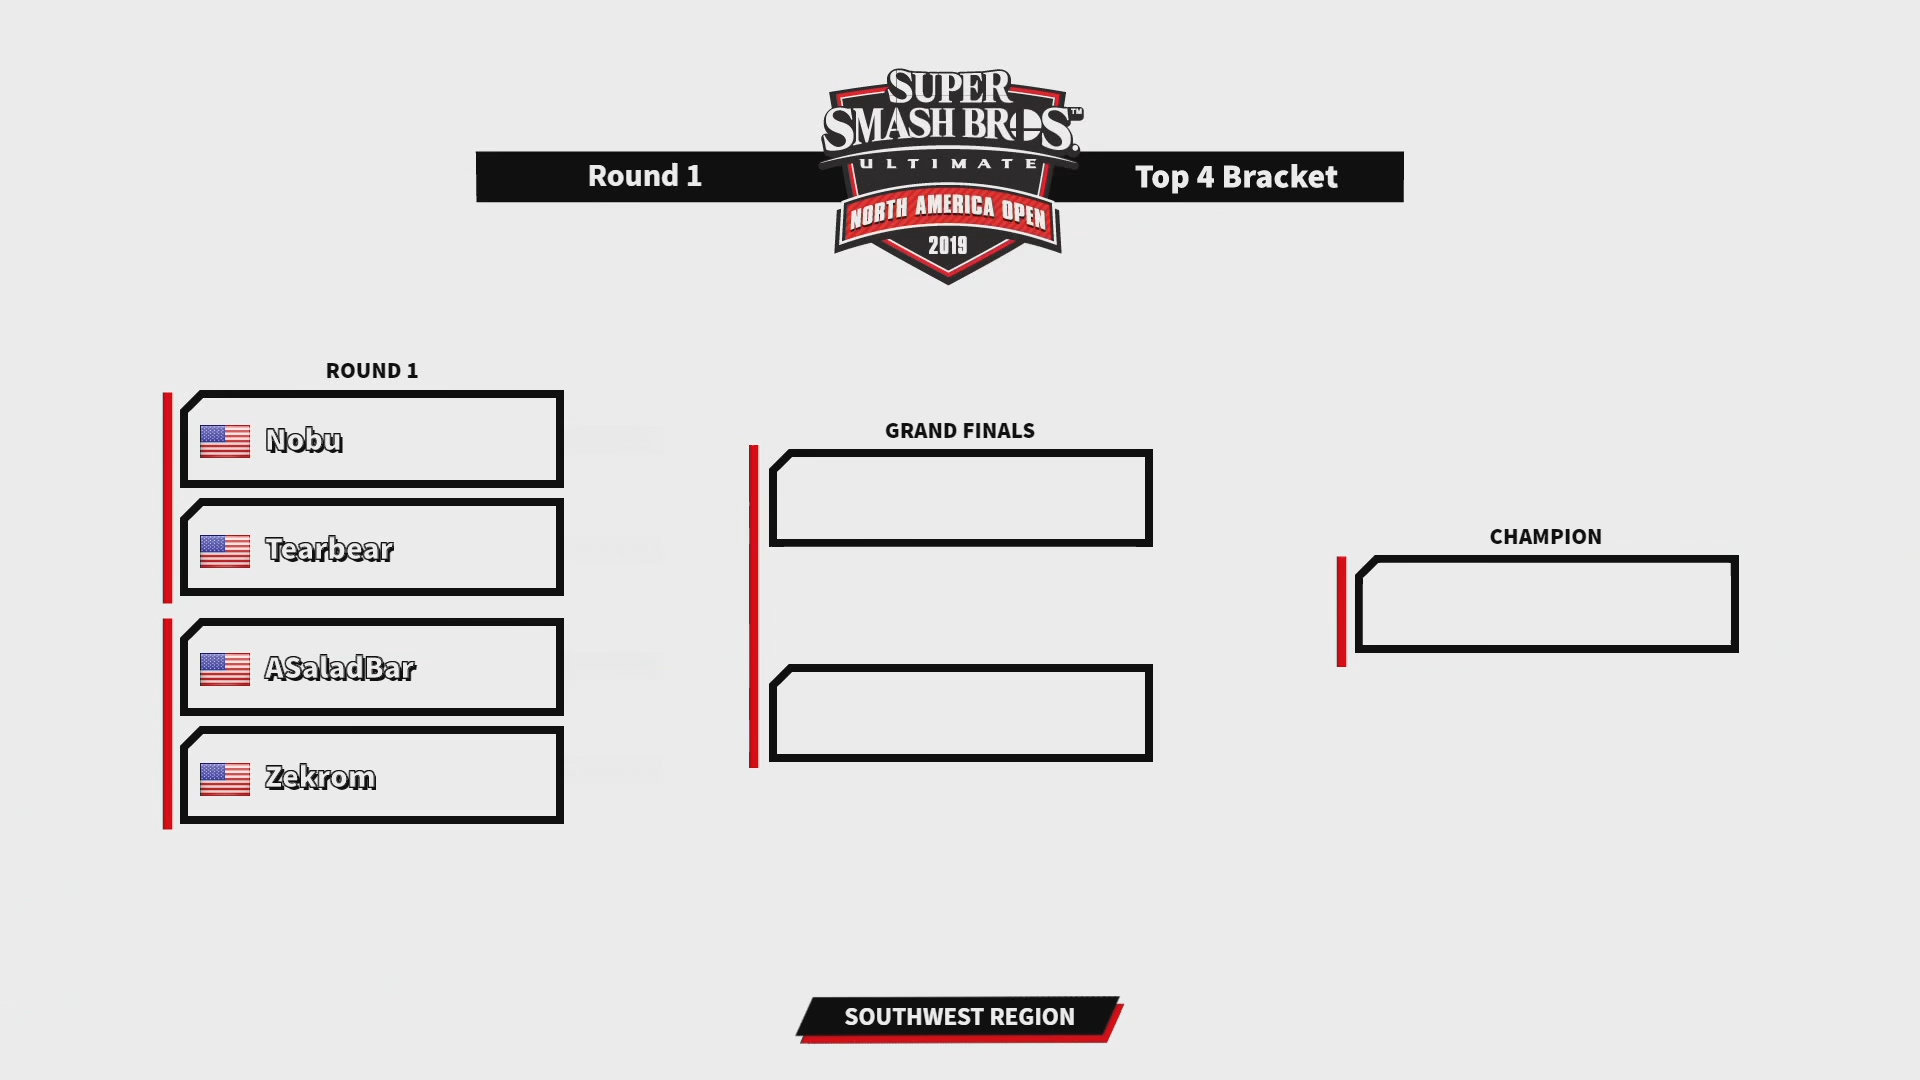 SUPER
SMASH BROS.™
ULTIMATE
Round 1
Top 4 Bracket
NORTH AMERICA OPEN
2019
ROUND 1
Nobu
Tearbear
ASaladBar
Zekrom
GRAND FINALS
CHAMPION
SOUTHWEST REGION